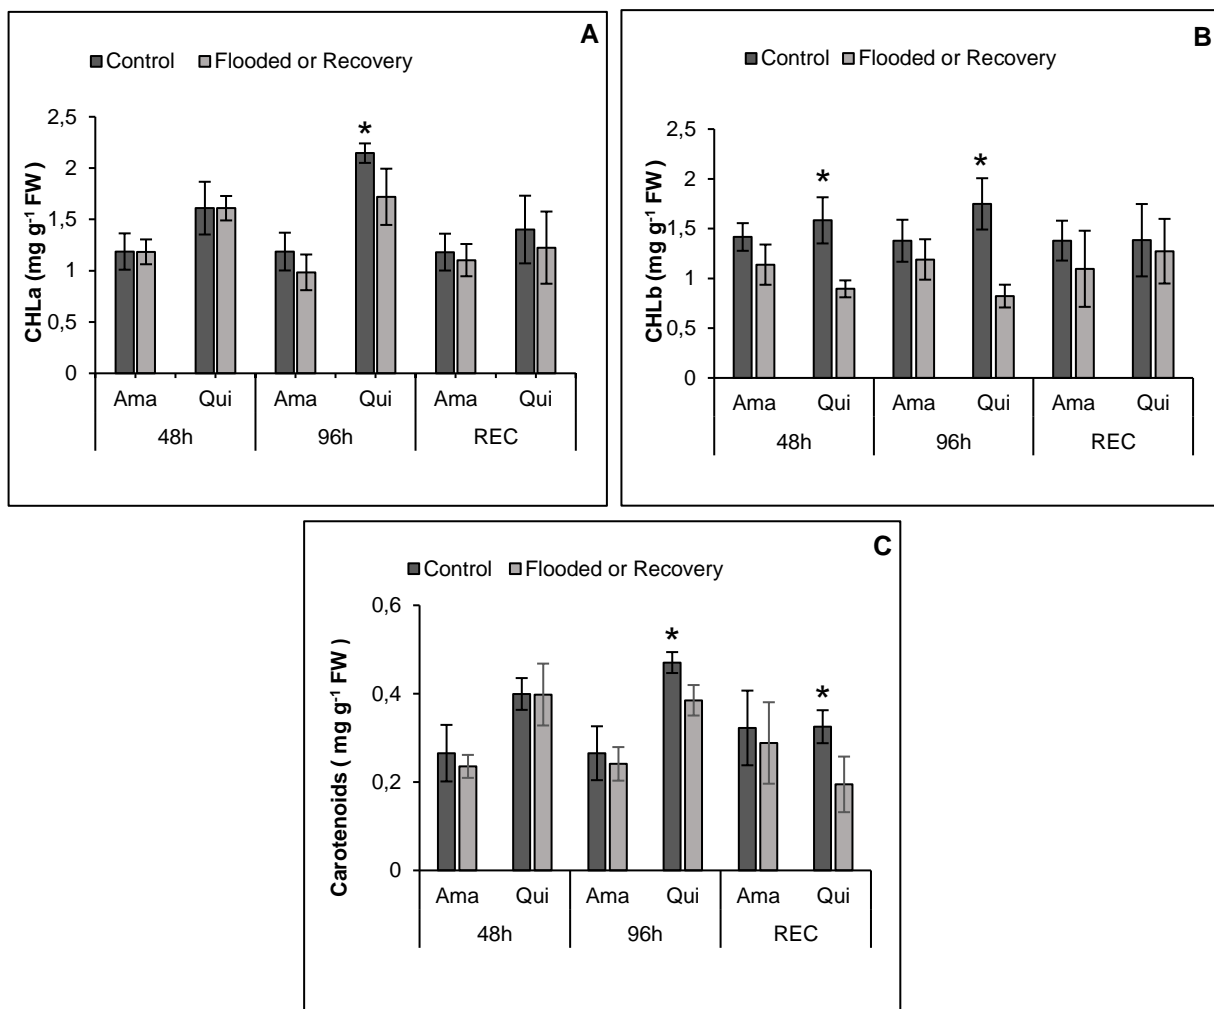 A
Control Flooded or Recovery
CHLa (mg g-1 FW )
2,5
2
1,5
1
0,5
0
*
Ama Qui Ama Qui Ama Qui
48h 96h REC
B
Control Flooded or Recovery
CHLb (mg g-1 FW )
2,5
2
1,5
1
0,5
0
* *
Ama Qui Ama Qui Ama Qui
48h 96h REC
C
Control Flooded or Recovery
Carotenoids ( mg g-1 FW )
0,6
0,4
0,2
0
* *
Ama Qui Ama Qui Ama Qui
48h 96h REC